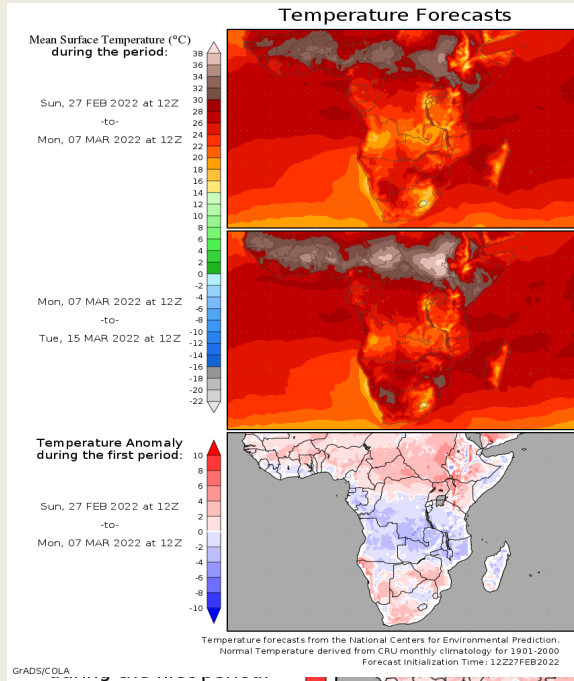 Temperature Forecasts
Mean Surface Temperature (°C)
during the period:
Sun, 27 FEB 2022 at 12Z
-to-
Mon, 07 MAR 2022 at 12Z
38
36
34
32
30
28
26
24
22
20
18
16
14
12
10
8
6
4
2
0
-2
-4
-6
-8
-10
-12
-14
-16
-18
-20
-22
Mon, 07 MAR 2022 at 12Z
-to-
Tue, 15 MAR 2022 at 12Z
Temperature Anomaly
during the first period:
Sun, 27 FEB 2022 at 12Z
-to-
Mon, 07 MAR 2022 at 12Z
10
8
6
4
2
0
-2
-4
-6
-8
-10
Temperature forecasts from the National Centers for Environmental Prediction.
Normal Temperature derived from CRU monthly climatology for 1901-2000
Forecast Initialization Time: 12Z27FEB2022
GrADS/COLA
during the first period: